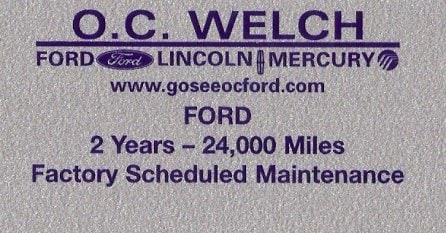 O.C. WELCH
FORD Ford LINCOLN MERCURY
www.goseeocford.com
FORD
2 Years – 24,000 Miles
Factory Scheduled Maintenance